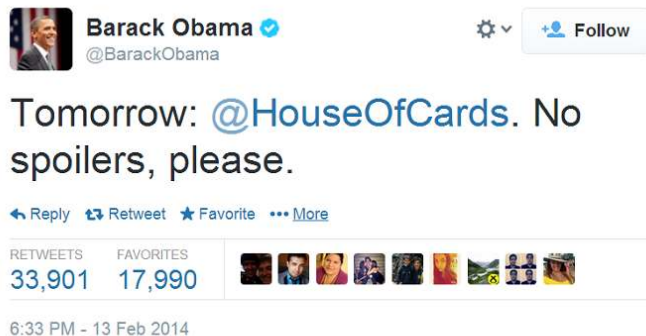 Barack Obama
@BarackObama
Follow
Tomorrow: @HouseOfCards. No
spoilers, please.
Reply Retweet Favorite ••• More
RETWEETS FAVORITES
33,901 17,990
6:33 PM - 13 Feb 2014